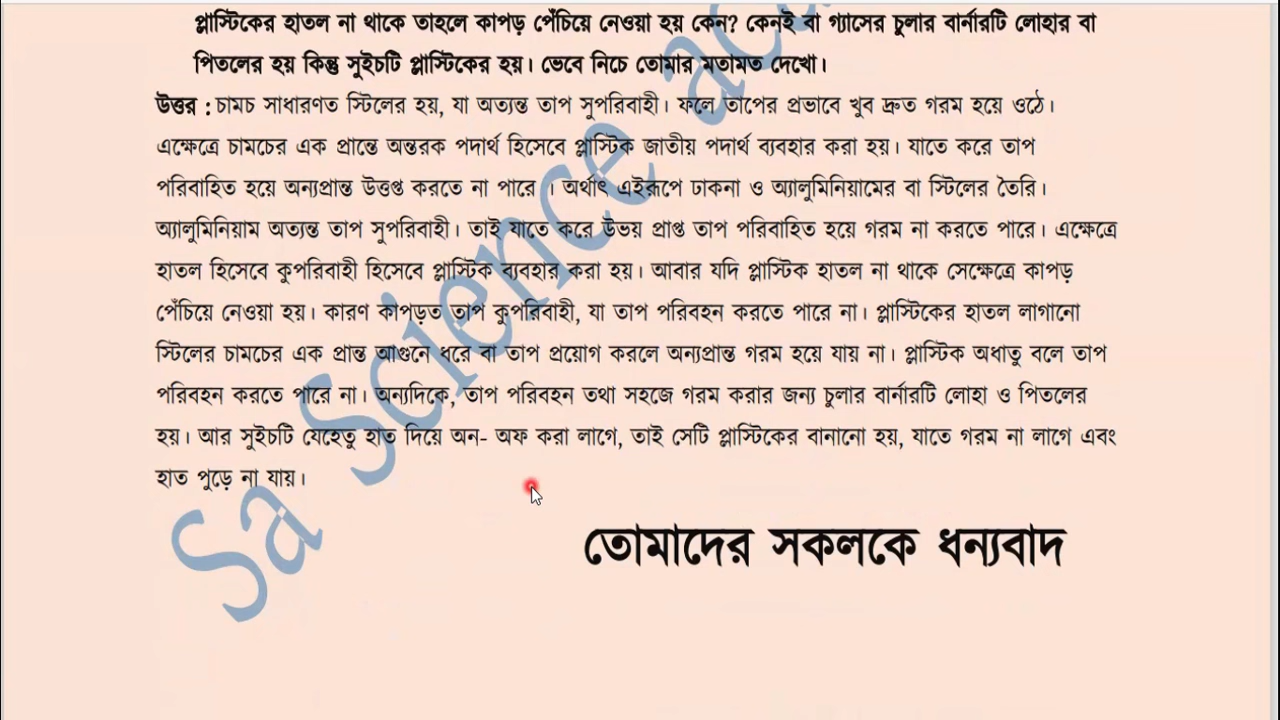 প্লাস্টিকের হাতল না থাকে তাহলে কাপড় পেঁচিয়ে নেওয়া হয় কেন? কেনই বা গ্যাসের চুলার বার্নারটি লোহার বা
পিতলের হয় কিন্তু সুইচটি প্লাস্টিকের হয়। ভেবে নিচে তোমার মতামত দেখো।
উত্তর : চামচ সাধারণত স্টিলের হয়, যা অত্যন্ত তাপ সুপরিবাহী। ফলে তাপের প্রভাবে খুব দ্রুত গরম হয়ে ওঠে।
এক্ষেত্রে চামচের এক প্রান্তে অন্তরক পদার্থ হিসেবে প্লাস্টিক জাতীয় পদার্থ ব্যবহার করা হয়। যাতে করে তাপ
পরিবাহিত হয়ে অন্যপ্রান্ত উত্তপ্ত করতে না পারে । অর্থাৎ এইরূপে ঢাকনা ও অ্যালুমিনিয়ামের বা স্টিলের তৈরি।
অ্যালুমিনিয়াম অত্যন্ত তাপ সুপরিবাহী। তাই যাতে করে উভয় প্রাপ্ত তাপ পরিবাহিত হয়ে গরম না করতে পারে। এক্ষেত্রে
হাতল হিসেবে কুপরিবাহী হিসেবে প্লাস্টিক ব্যবহার করা হয়। আবার যদি প্লাস্টিক হাতল না থাকে সেক্ষেত্রে কাপড়
পেঁচিয়ে নেওয়া হয়। কারণ কাপড়ত তাপ কুপরিবাহী, যা তাপ পরিবহন করতে পারে না। প্লাস্টিকের হাতল লাগানো
স্টিলের চামচের এক প্রান্ত আগুনে ধরে বা তাপ প্রয়োগ করলে অন্যপ্রান্ত গরম হয়ে যায় না। প্লাস্টিক অধাতু বলে তাপ
পরিবহন করতে পারে না। অন্যদিকে, তাপ পরিবহন তথা সহজে গরম করার জন্য চুলার বার্নারটি লোহা ও পিতলের
হয়। আর সুইচটি যেহেতু হাত দিয়ে অন- অফ করা লাগে, তাই সেটি প্লাস্টিকের বানানো হয়, যাতে গরম না লাগে এবং
হাত পুড়ে না যায়।
তোমাদের সকলকে ধন্যবাদ
Sa Science aca